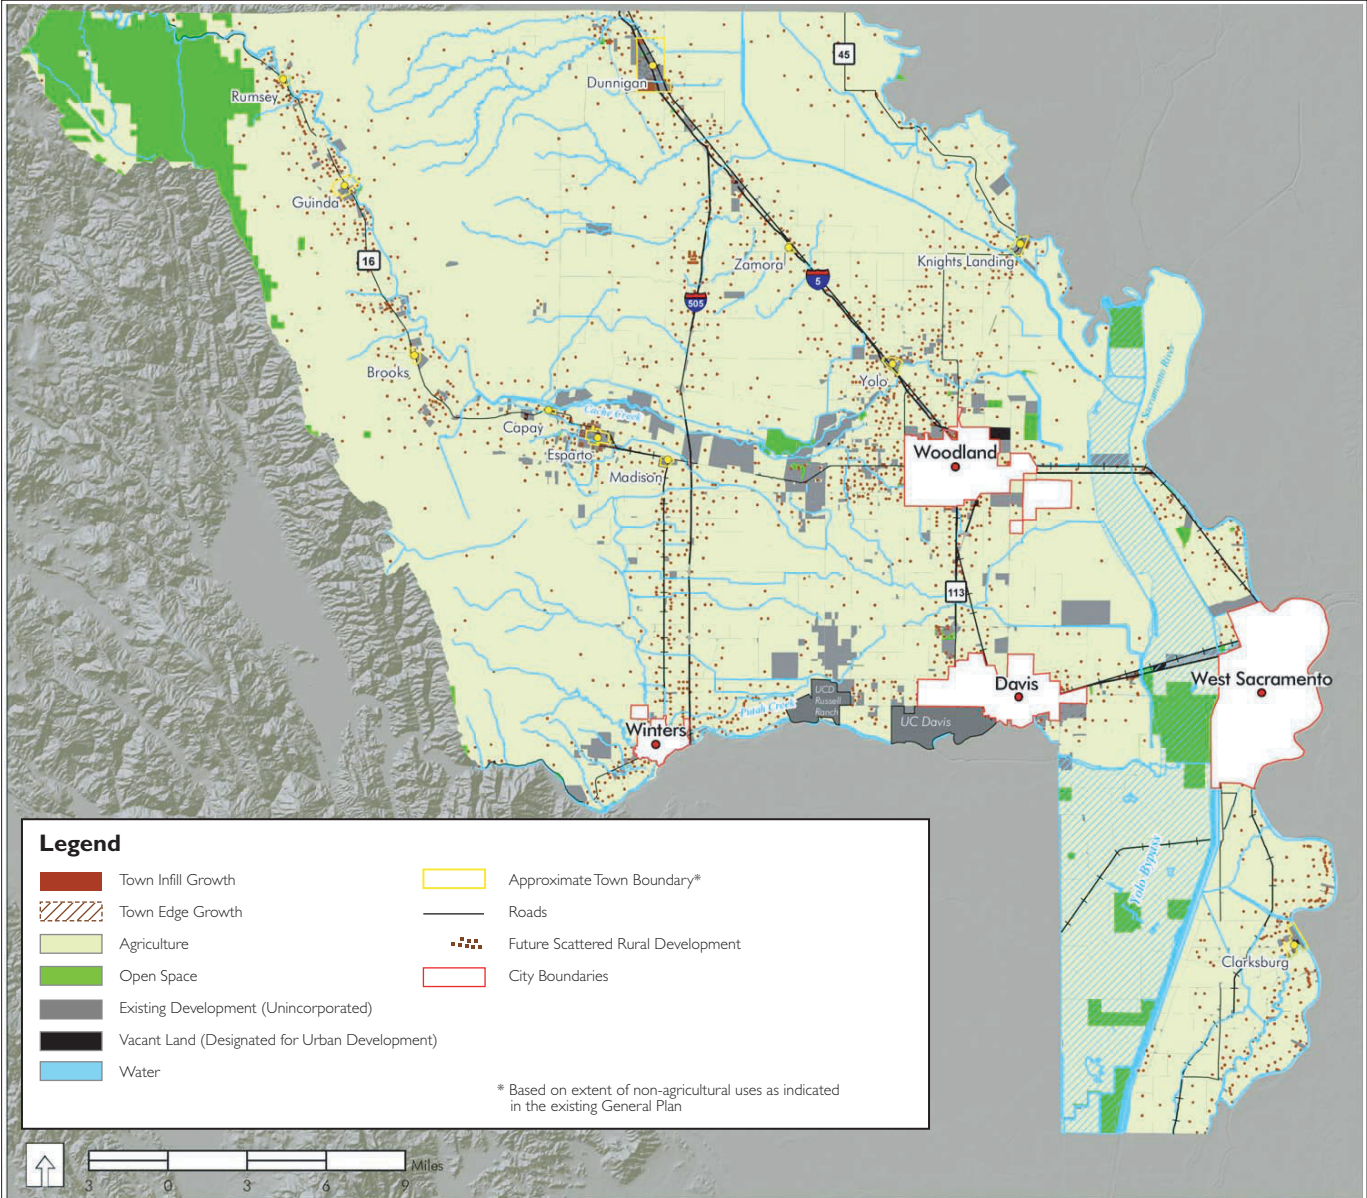 45
Dunnigan
Rumsey
Guinda
16
Zamora
Knights Landing
5
505
Sacramento River
Brooks
Yolo
Cache Creek
Capay
Esparto
Madison
Woodland
113
UCD
Russell
Ranch
Putah Creek
UC Davis
Davis
West Sacramento
Winters
Yolo Bypass
Clarksburg
Legend
Town Infill Growth
Town Edge Growth
Agriculture
Open Space
Existing Development (Unincorporated)
Vacant Land (Designated for Urban Development)
Water
Approximate Town Boundary*
Roads
Future Scattered Rural Development
City Boundaries
* Based on extent of non-agricultural uses as indicated
in the existing General Plan
Miles
3 0 3 6 9